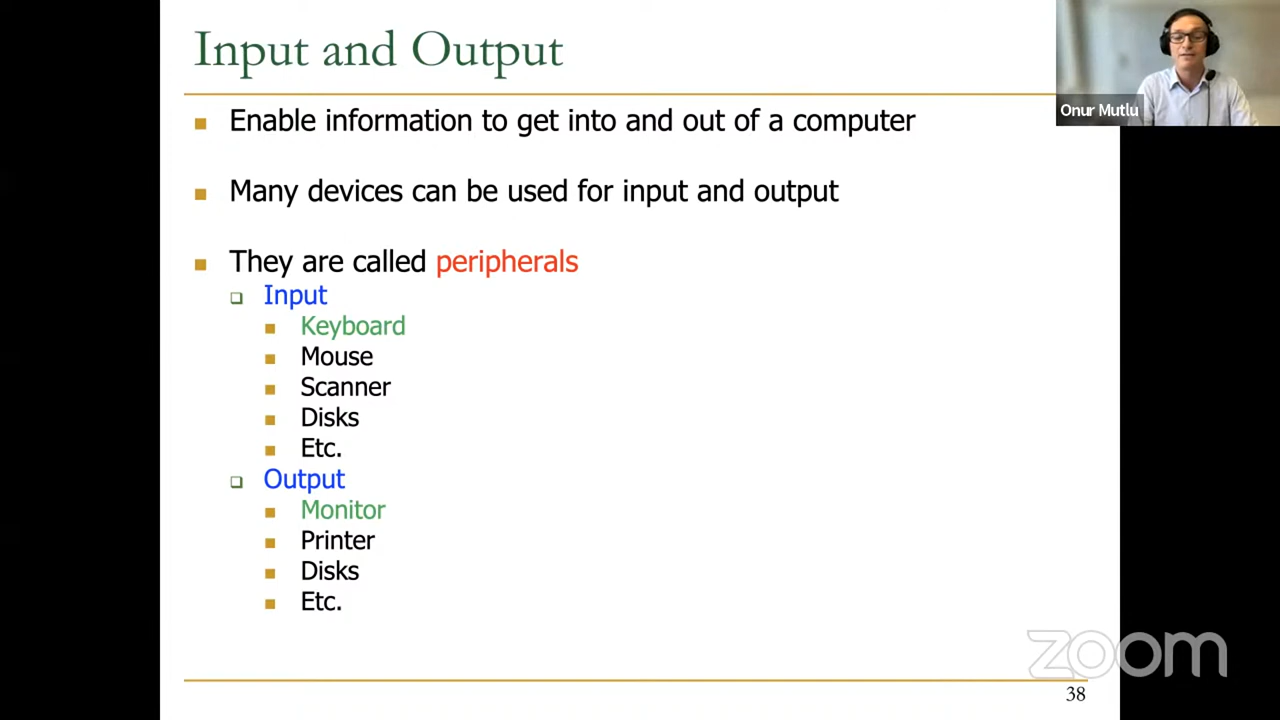 Input and Output
Onur Mutlu
Enable information to get into and out of a computer
Many devices can be used for input and output
They are called peripherals
Input
Keyboard
Mouse
Scanner
Disks
Etc.
Output
Monitor
Printer
Disks
Etc.
zoom
38